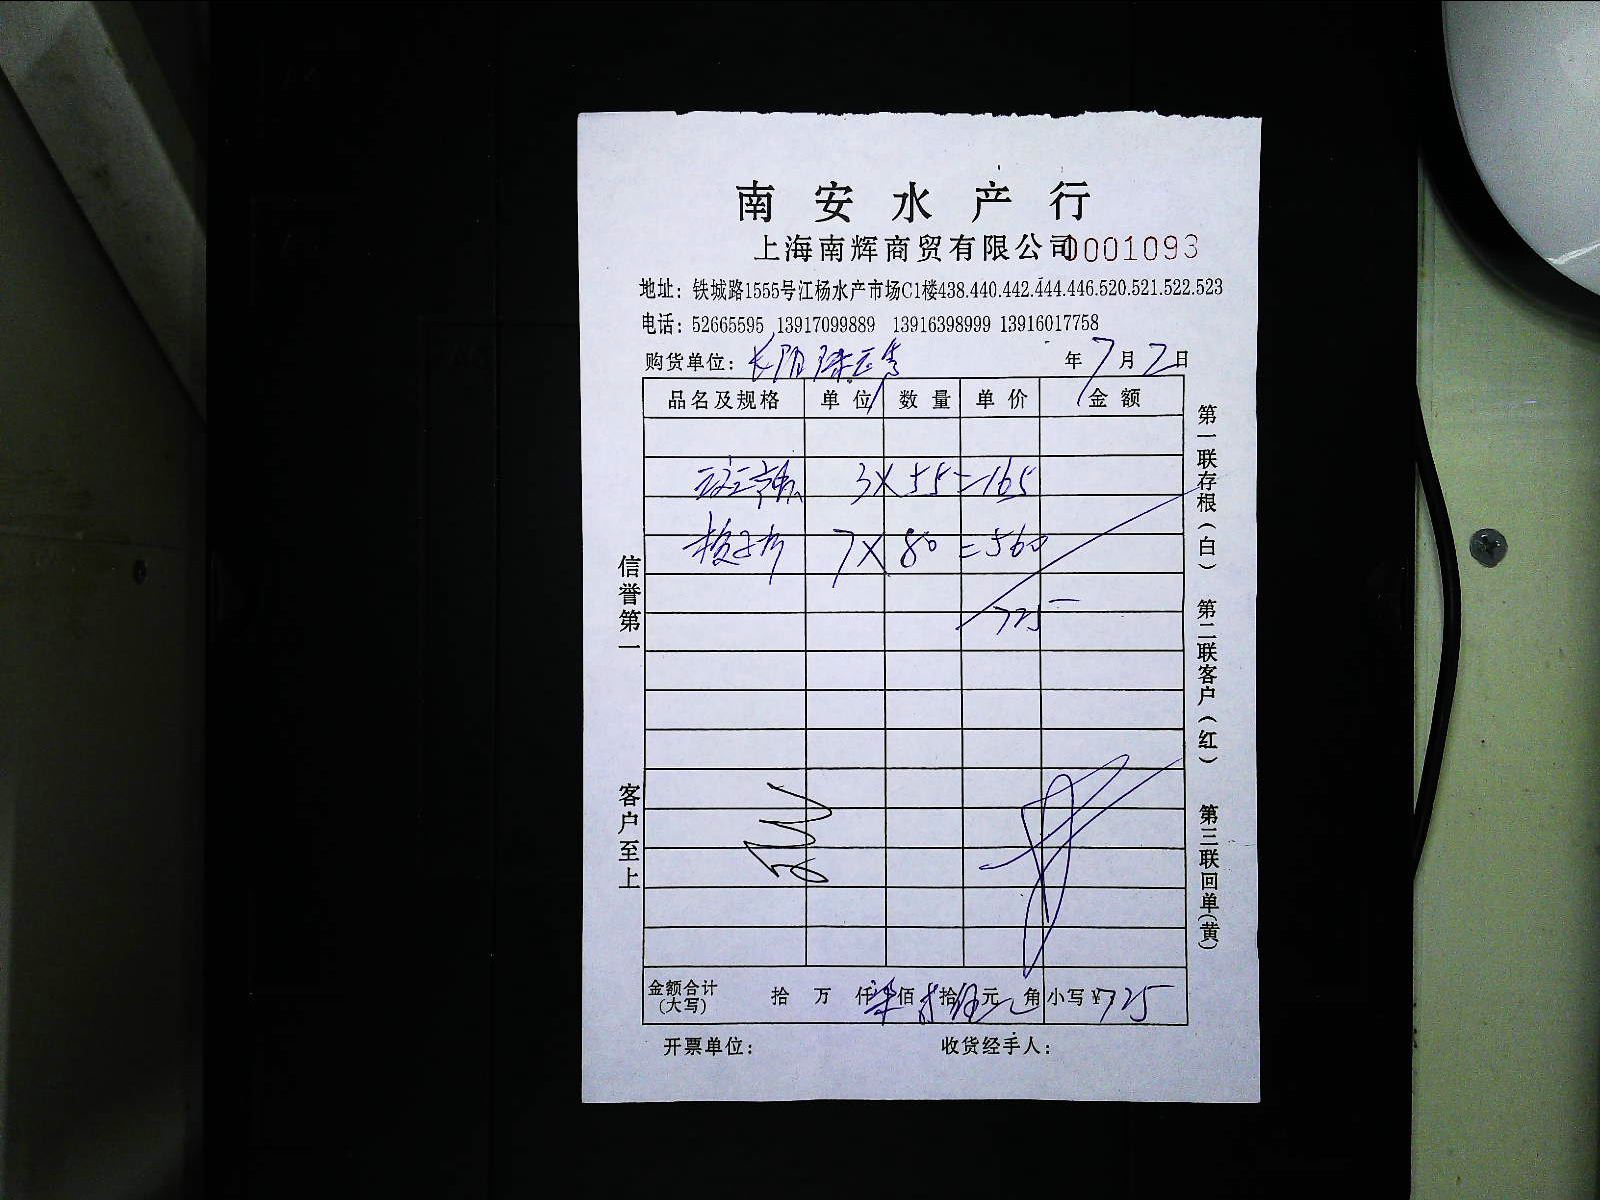 南安水产行
上海南辉商贸有限公司 0001093
地址：铁城路1555号江杨水产市场C1楼438.440.442.444.446.520.521.522.523
电话：52665595 13917099889 13916398999 13916017758
购货单位：长阳 年7月2日
品名及规格 单位 数量 单价 金额
3×55=165
7×80=560
725
信誉第一
客户至上
第一联存根（白） 第二联客户（红） 第三联回单（黄）
金额合计（大写） 拾 万 仟 柒佰 贰拾 伍元 角 小写¥725
开票单位： 收货经手人：